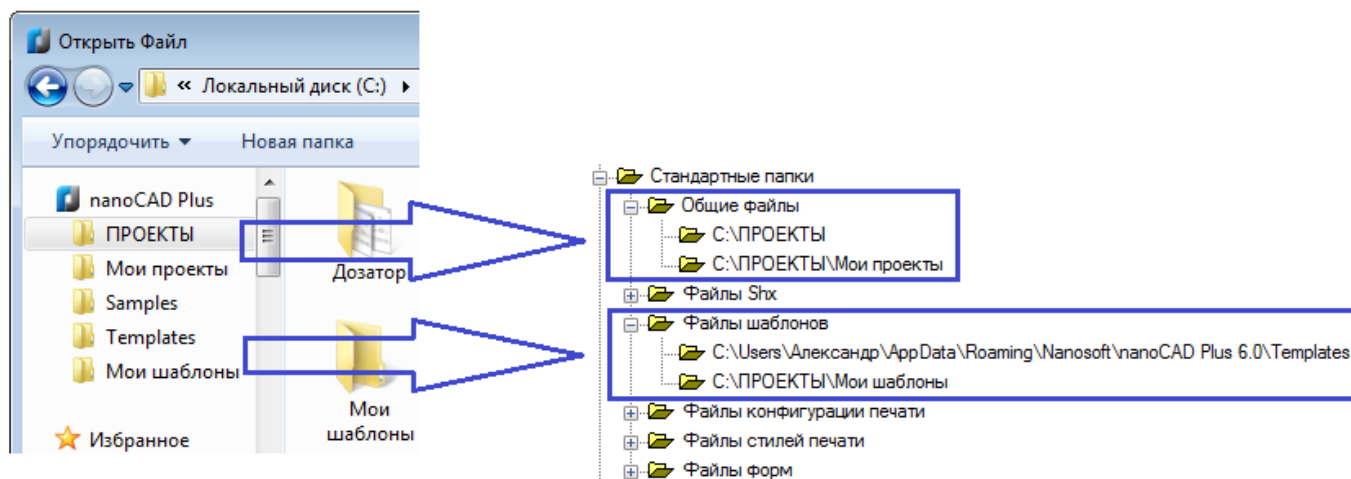 Открыть Файл
« Локальный диск (C:)
Упорядочить Новая папка
nanoCAD Plus
ПРОЕКТЫ
Мои проекты
Samples
Templates
Мои шаблоны
Избранное
Дозатор
Мои
шаблоны
Стандартные папки
Общие файлы
C:\ПРОЕКТЫ
C:\ПРОЕКТЫ\Мои проекты
Файлы Shx
Файлы шаблонов
C:\Users\Александр\AppData\Roaming\Nanosoft\nanoCAD Plus 6.0\Templates
C:\ПРОЕКТЫ\Мои шаблоны
Файлы конфигурации печати
Файлы стилей печати
Файлы форм